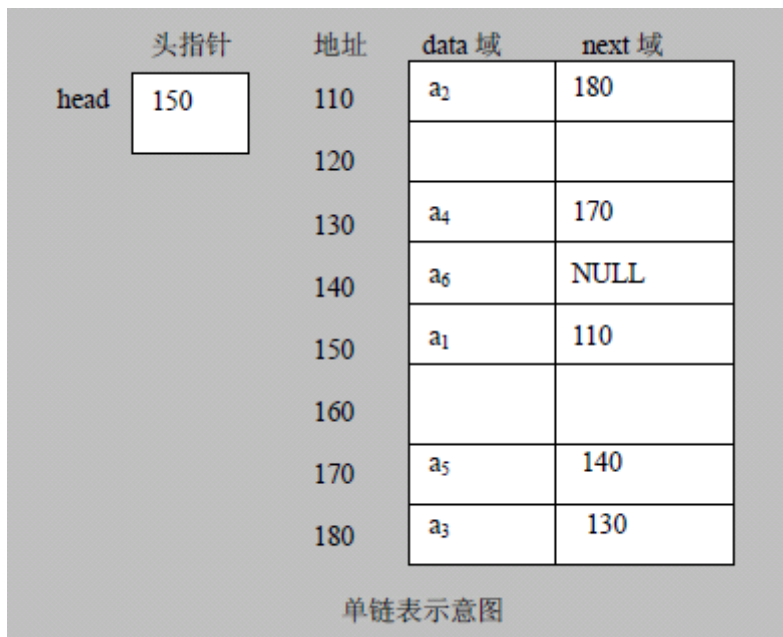 头指针 地址 data 域 next 域
head 150 110 a₂ 180
120
130 a₄ 170
140 a₆ NULL
150 a₁ 110
160
170 a₅ 140
180 a₃ 130
单链表示意图